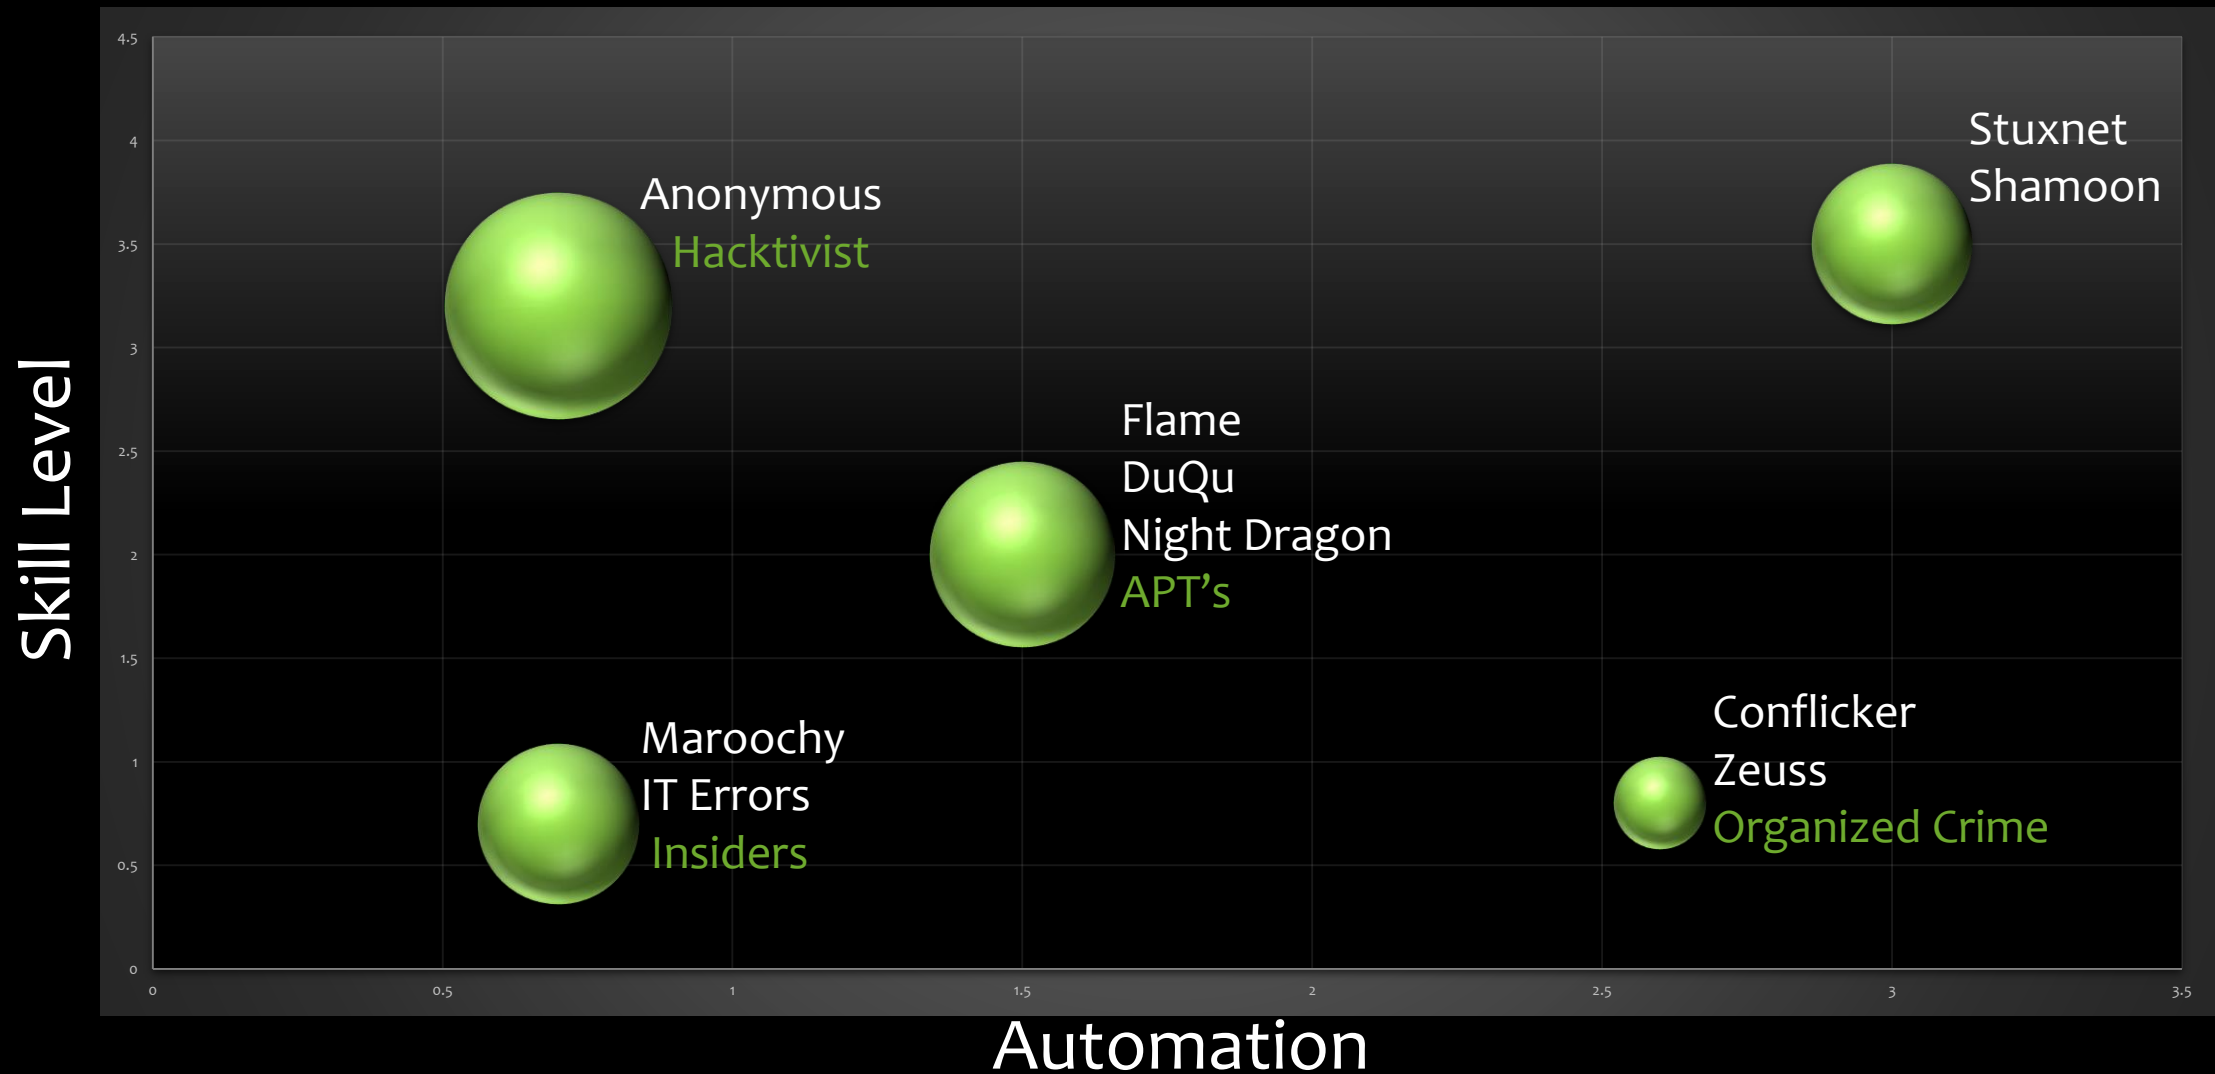 4.5
4
3.5
3
2.5
2
1.5
1
0.5
0
Skill Level
Anonymous
Hacktivist
Stuxnet
Shamoon
Flame
DuQu
Night Dragon
APT’s
Maroochy
IT Errors
Insiders
Conflicker
Zeuss
Organized Crime
0 0.5 1 1.5 2 2.5 3 3.5
Automation